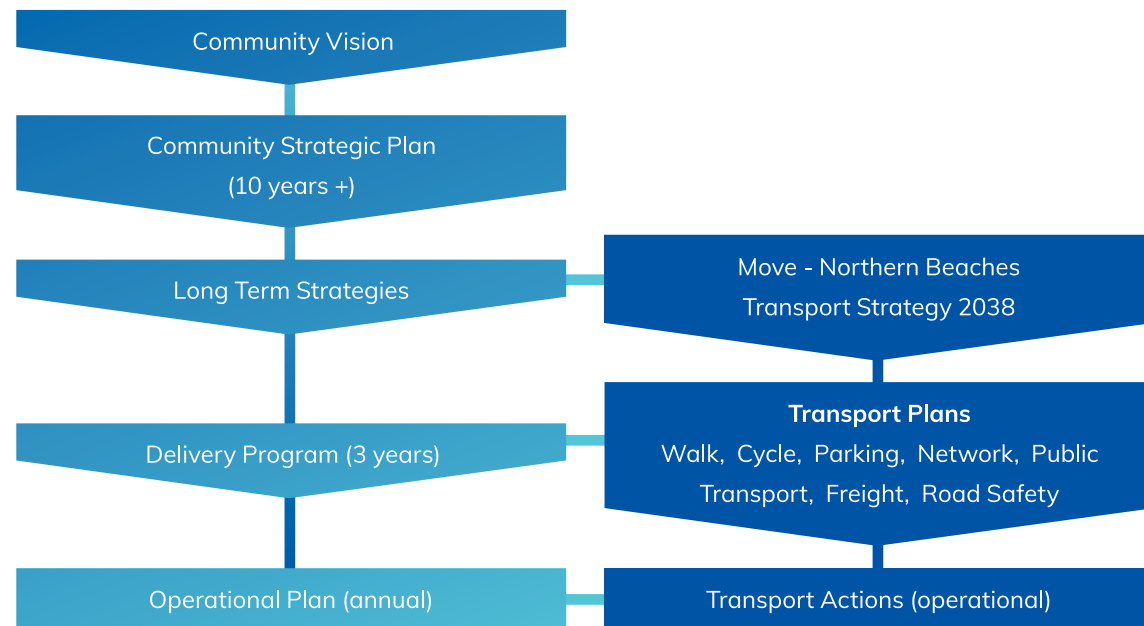 Community Vision
Community Strategic Plan
(10 years +)
Long Term Strategies
Move - Northern Beaches
Transport Strategy 2038
Delivery Program (3 years)
Transport Plans
Walk, Cycle, Parking, Network, Public
Transport, Freight, Road Safety
Operational Plan (annual)
Transport Actions (operational)